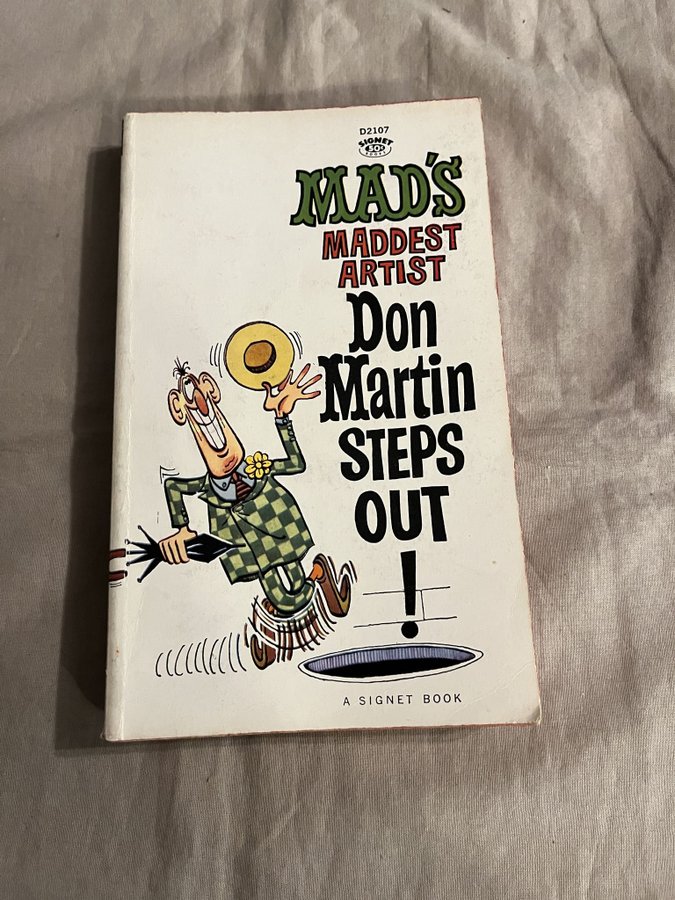 D2107
SIGNET
50¢
BOOKS
MAD'S
MADDEST
ARTIST
Don
Martin
STEPS
OUT
!
A SIGNET BOOK